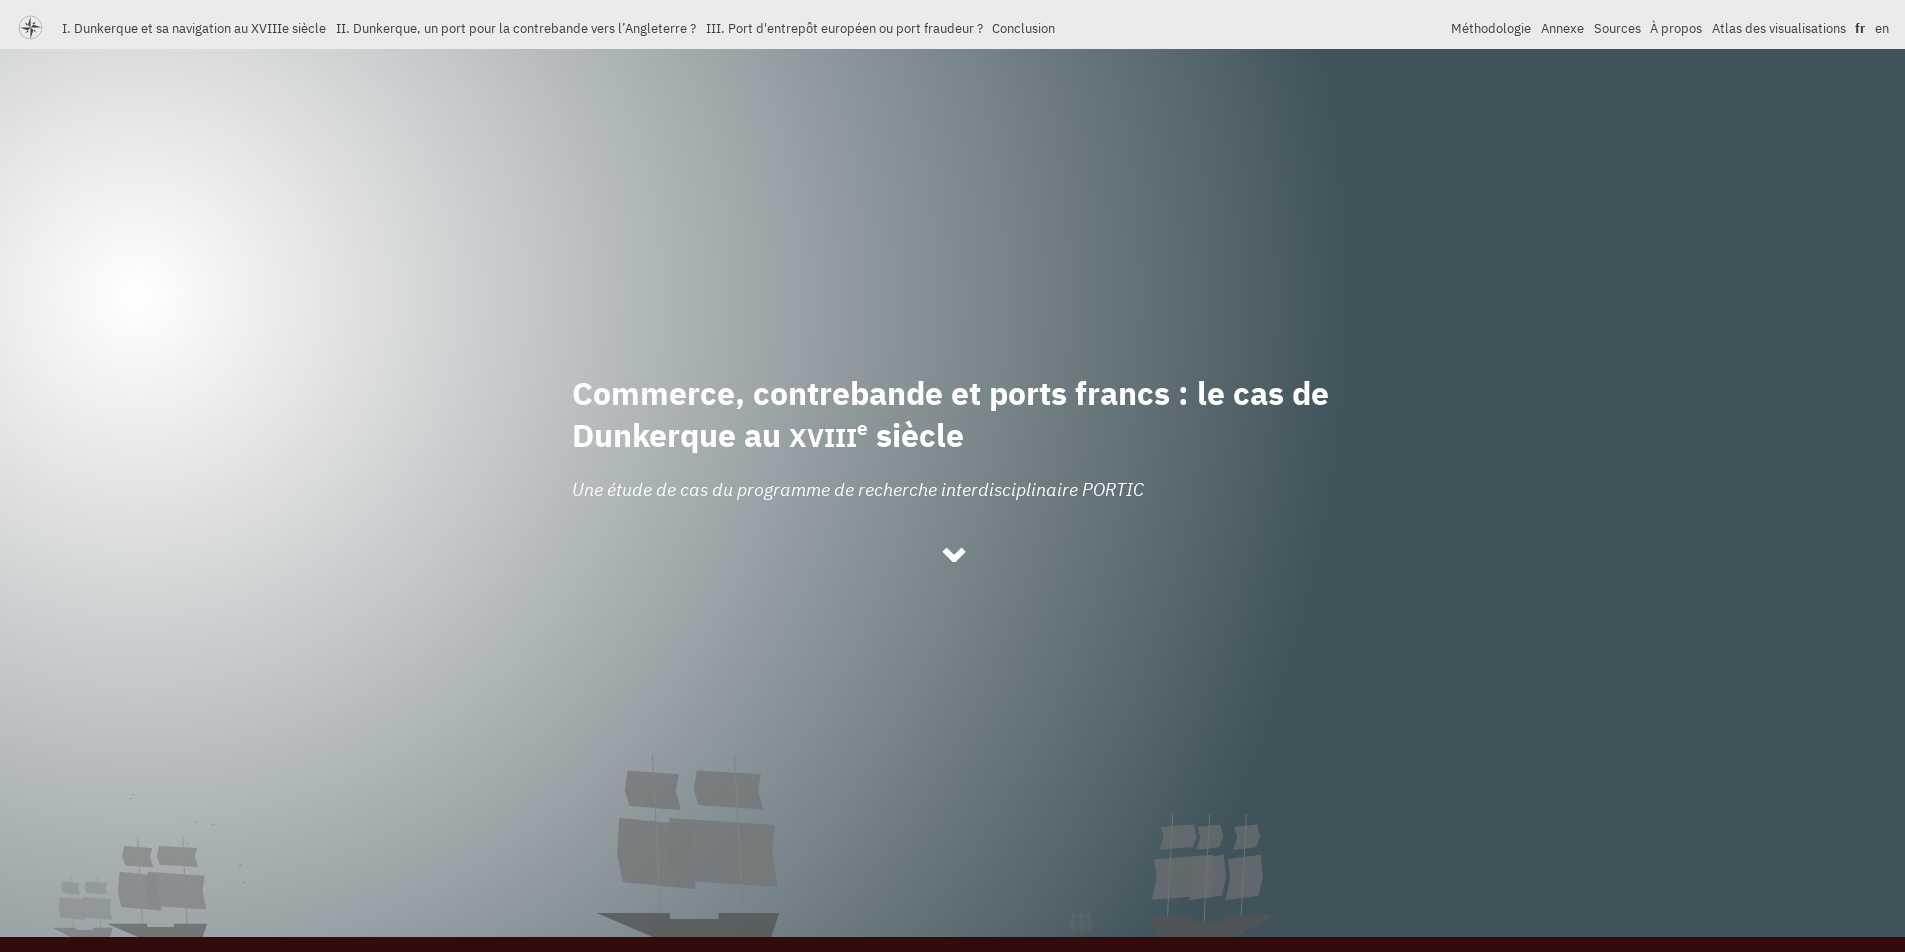 I. Dunkerque et sa navigation au XVIIIe siècle II. Dunkerque, un port pour la contrebande vers l’Angleterre ? III. Port d'entrepôt européen ou port fraudeur ? Conclusion Méthodologie Annexe Sources À propos Atlas des visualisations fr en
Commerce, contrebande et ports francs : le cas de
Dunkerque au XVIIIe siècle
Une étude de cas du programme de recherche interdisciplinaire PORTIC